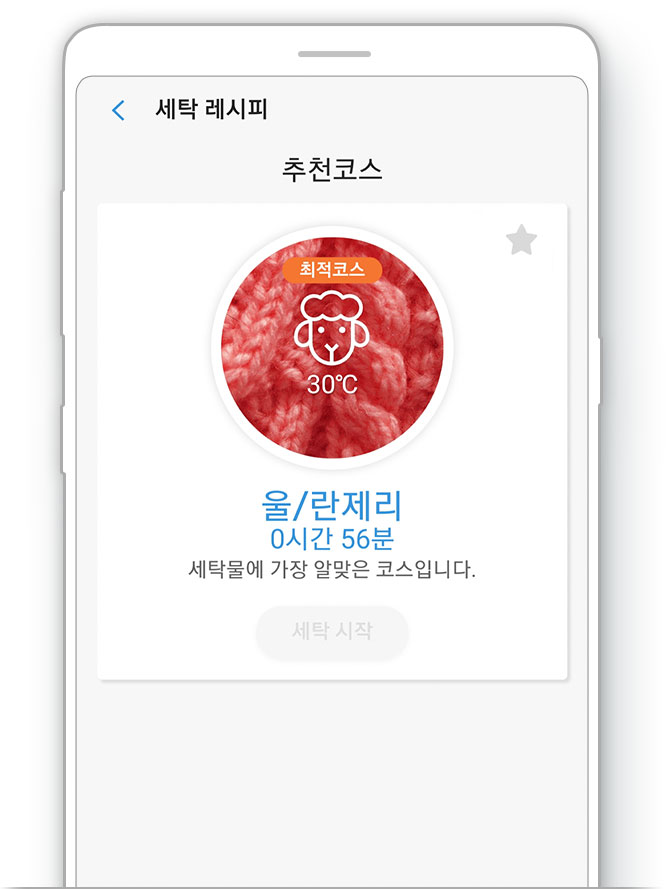 세탁 레시피
추천코스
최적코스
30℃
울/란제리
0시간 56분
세탁물에 가장 알맞은 코스입니다.
세탁 시작